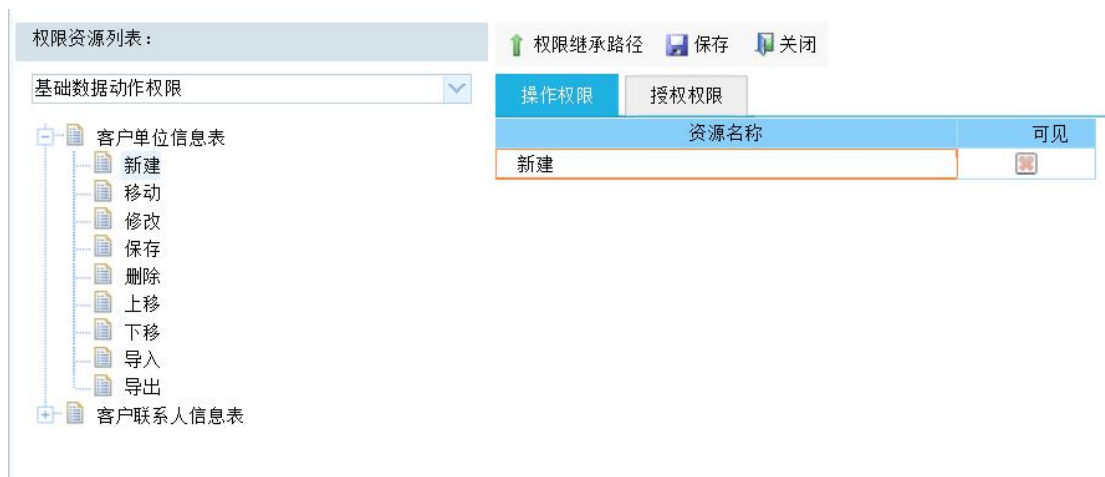 权限资源列表：
基础数据动作权限
客户单位信息表
新建
移动
修改
保存
删除
上移
下移
导入
导出
客户联系人信息表
权限继承路径 保存 关闭
操作权限 授权权限
资源名称 可见
新建